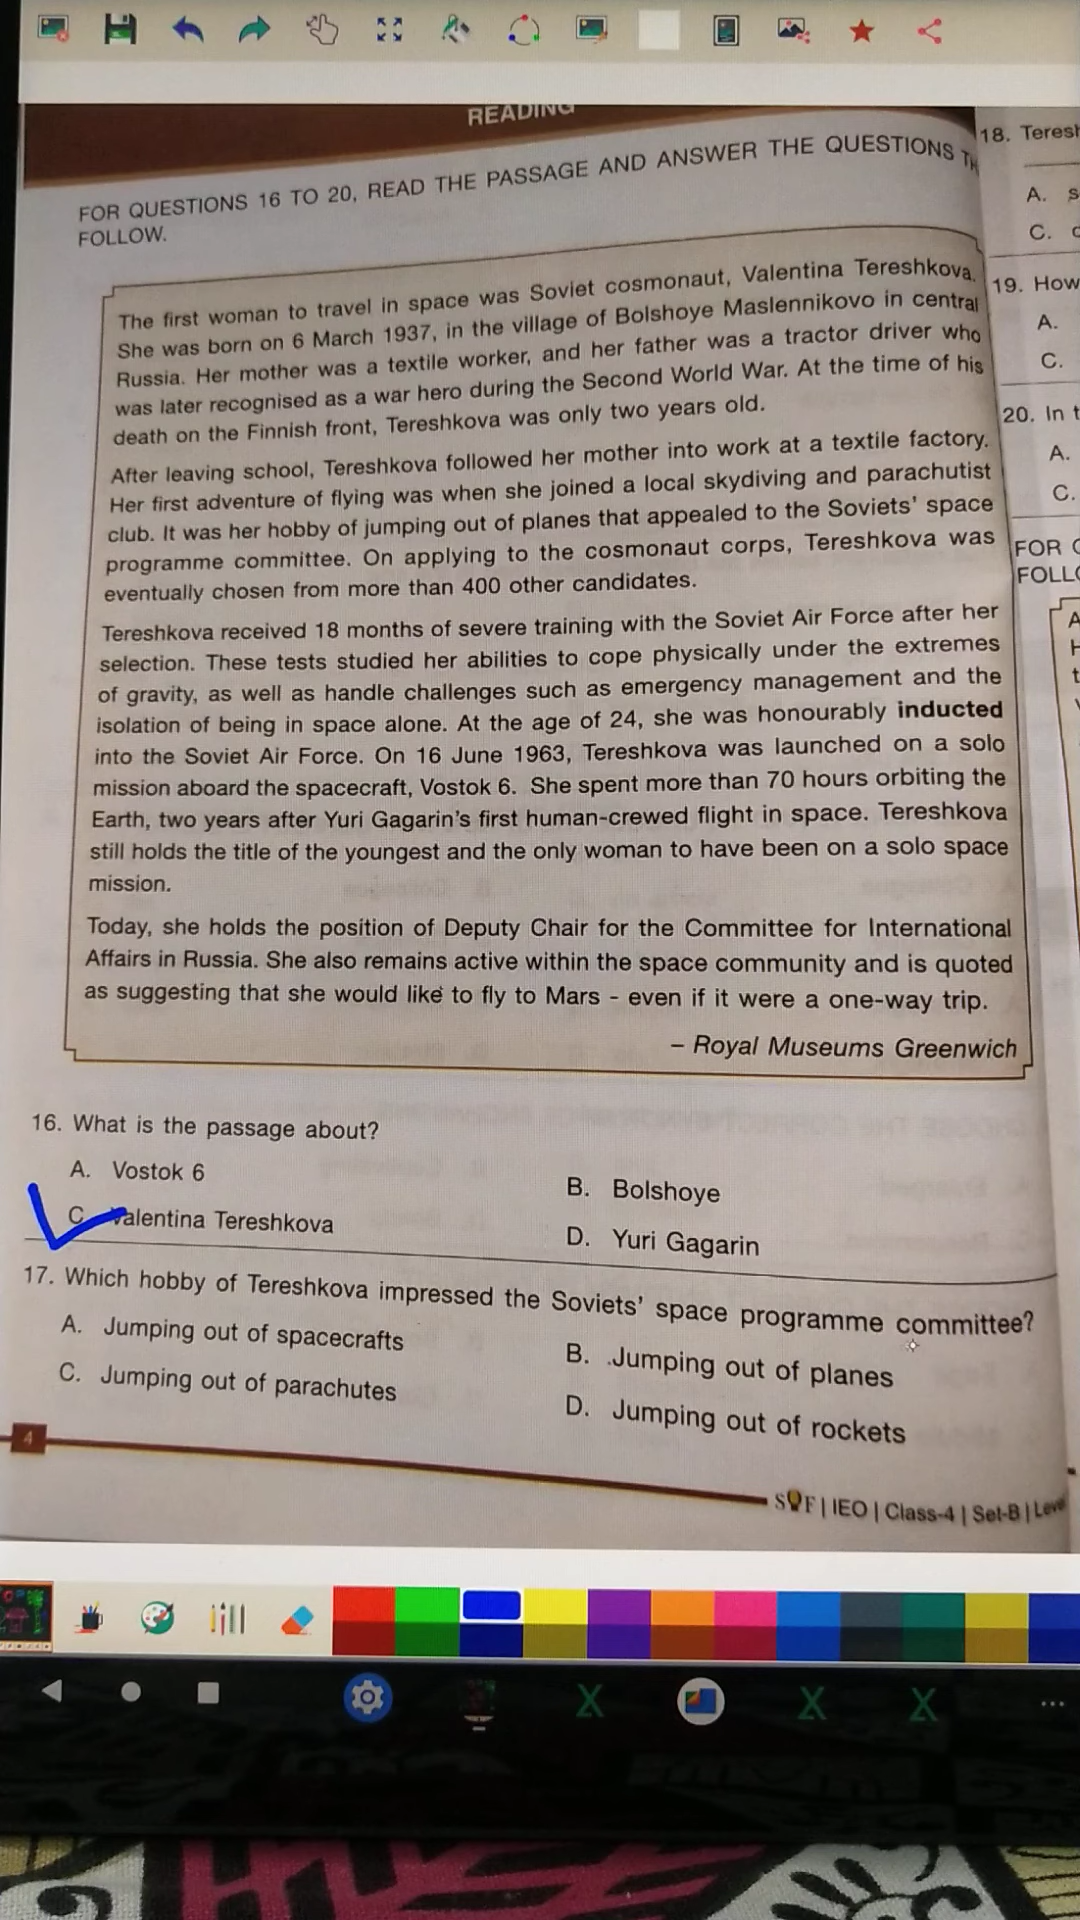 READING
FOR QUESTIONS 16 TO 20, READ THE PASSAGE AND ANSWER THE QUESTIONS TH
FOLLOW.
The first woman to travel in space was Soviet cosmonaut, Valentina Tereshkova.
She was born on 6 March 1937, in the village of Bolshoye Maslennikovo in central
Russia. Her mother was a textile worker, and her father was a tractor driver who
was later recognised as a war hero during the Second World War. At the time of his
death on the Finnish front, Tereshkova was only two years old.
After leaving school, Tereshkova followed her mother into work at a textile factory.
Her first adventure of flying was when she joined a local skydiving and parachutist
club. It was her hobby of jumping out of planes that appealed to the Soviets' space
programme committee. On applying to the cosmonaut corps, Tereshkova was
eventually chosen from more than 400 other candidates.
Tereshkova received 18 months of severe training with the Soviet Air Force after her
selection. These tests studied her abilities to cope physically under the extremes
of gravity, as well as handle challenges such as emergency management and the
isolation of being in space alone. At the age of 24, she was honourably inducted
into the Soviet Air Force. On 16 June 1963, Tereshkova was launched on a solo
mission aboard the spacecraft, Vostok 6. She spent more than 70 hours orbiting the
Earth, two years after Yuri Gagarin's first human-crewed flight in space. Tereshkova
still holds the title of the youngest and the only woman to have been on a solo space
mission.
Today, she holds the position of Deputy Chair for the Committee for International
Affairs in Russia. She also remains active within the space community and is quoted
as suggesting that she would like to fly to Mars - even if it were a one-way trip.
– Royal Museums Greenwich
16. What is the passage about?
A. Vostok 6
B. Bolshoye
C. Valentina Tereshkova
D. Yuri Gagarin
17. Which hobby of Tereshkova impressed the Soviets' space programme committee?
A. Jumping out of spacecrafts
B. Jumping out of planes
C. Jumping out of parachutes
D. Jumping out of rockets
4
SOF | IEO | Class-4 | Set-B | Leve
18. Teresh
A. s
C.
19. How
A.
C.
20. In t
A.
C.
FOR
FOLL
A
H
t